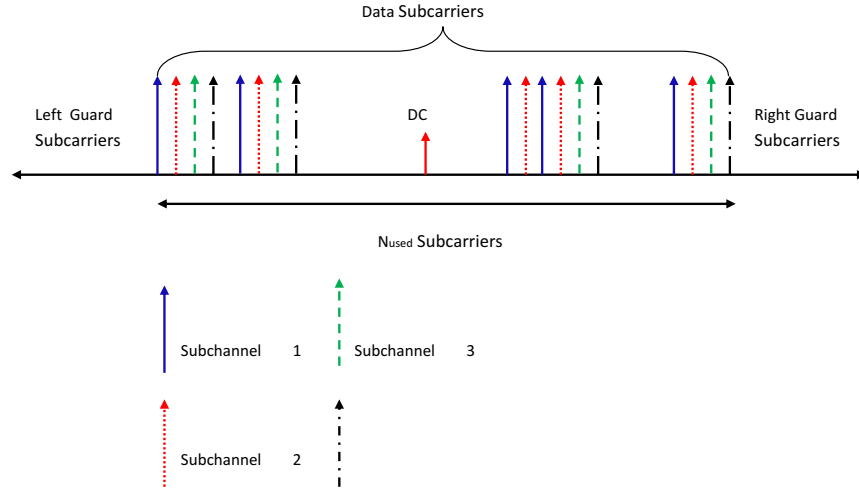 Data Subcarriers
Left Guard
Subcarriers
DC
Right Guard
Subcarriers
Nused Subcarriers
Subchannel 1
Subchannel 3
Subchannel 2